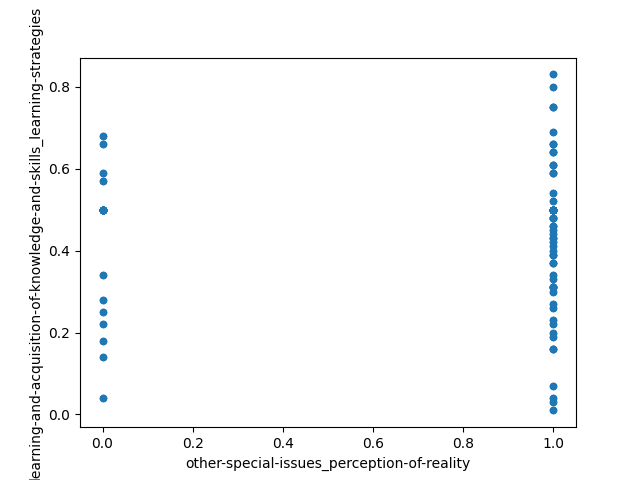 learning-and-acquisition-of-knowledge-and-skills_learning-strategies
0.8
0.6
0.4
0.2
0.0
0.0 0.2 0.4 0.6 0.8 1.0
other-special-issues_perception-of-reality